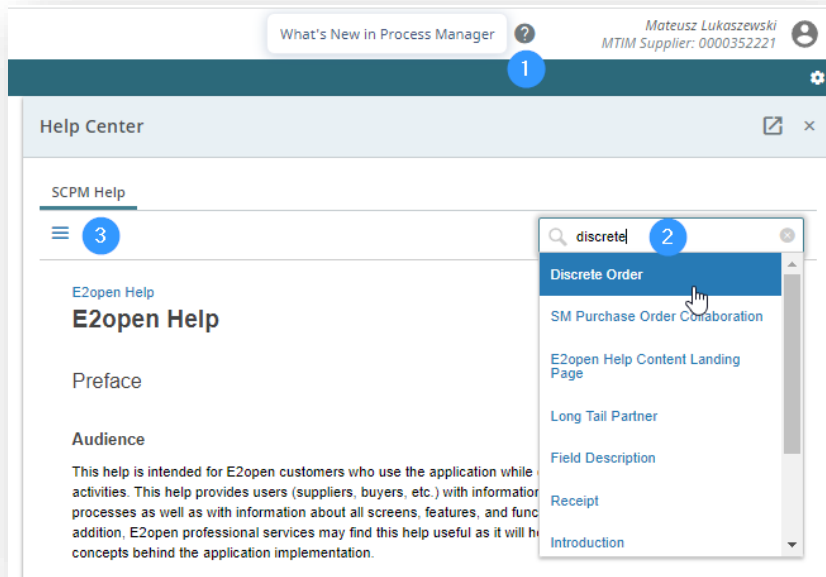 What's New in Process Manager
Mateusz Lukaszewski
MTIM Supplier: 0000352221
1
Help Center
SCPM Help
3
discrete
2
Discrete Order
SM Purchase Order Collaboration
E2open Help Content Landing
Page
Long Tail Partner
Field Description
Receipt
Introduction
E2open Help
E2open Help
Preface
Audience
This help is intended for E2open customers who use the application while
activities. This help provides users (suppliers, buyers, etc.) with information
processes as well as with information about all screens, features, and func
addition, E2open professional services may find this help useful as it will he
concepts behind the application implementation.